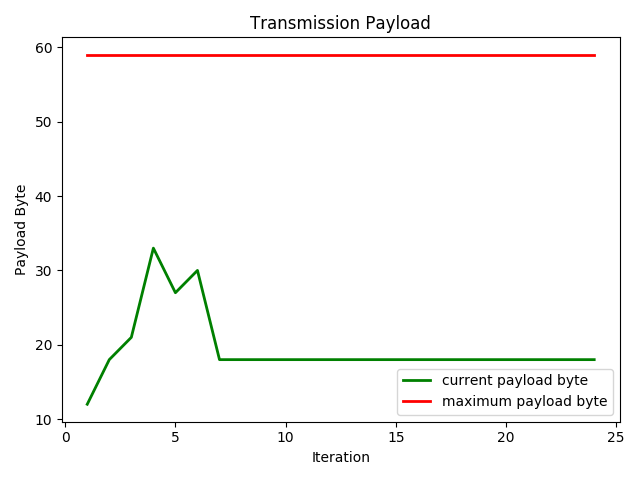 Transmission Payload
60
50
40
30
20
10
Payload Byte
current payload byte
maximum payload byte
0 5 10 15 20 25
Iteration